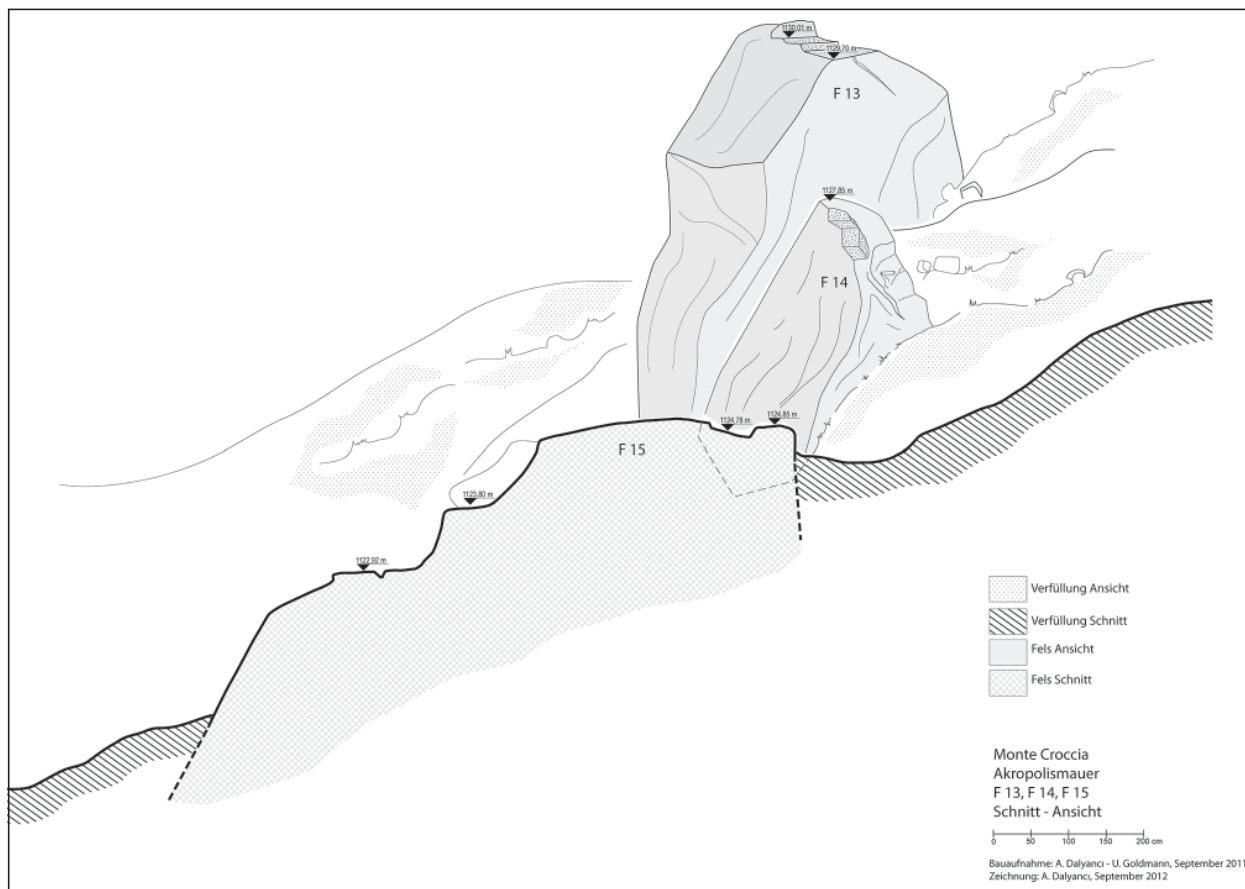 1130,01 m
1129,70 m
F 13
1127,85 m
F 14
1124,78 m
1124,85 m
F 15
1123,80 m
1122,92 m
Verfüllung Ansicht
Verfüllung Schnitt
Fels Ansicht
Fels Schnitt
Monte Croccia
Akropolismauer
F 13, F 14, F 15
Schnitt - Ansicht
0 50 100 150 200 cm
Bauaufnahme: A. Dalyancı - U. Goldmann, September 2011
Zeichnung: A. Dalyancı, September 2012